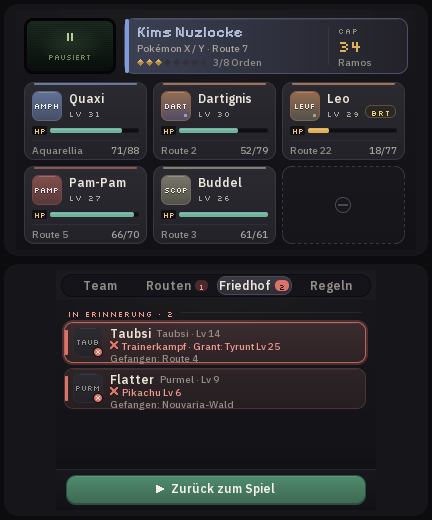 Kims Nuzlocke
Pokémon X / Y · Route 7
3/8 Orden
CAP
34
Ramos
PAUSIERT
AMPH
Quaxi
LV 31
HP
Aquarellia
71/88
DART
Dartignis
LV 30
HP
Route 2
52/79
LEUF
Leo
LV 29
BRT
HP
Route 22
18/77
PAMP
Pam-Pam
LV 27
HP
Route 5
66/70
SCOP
Buddel
LV 26
HP
Route 3
61/61
Team
Routen 1
Friedhof 2
Regeln
IN ERINNERUNG · 2
TAUB
Taubsi Taubsi · Lv 14
Trainerkampf · Grant: Tyrunt Lv 25
Gefangen: Route 4
PURM
Flatter Purmel · Lv 9
Pikachu Lv 6
Gefangen: Nouvaria-Wald
Zurück zum Spiel